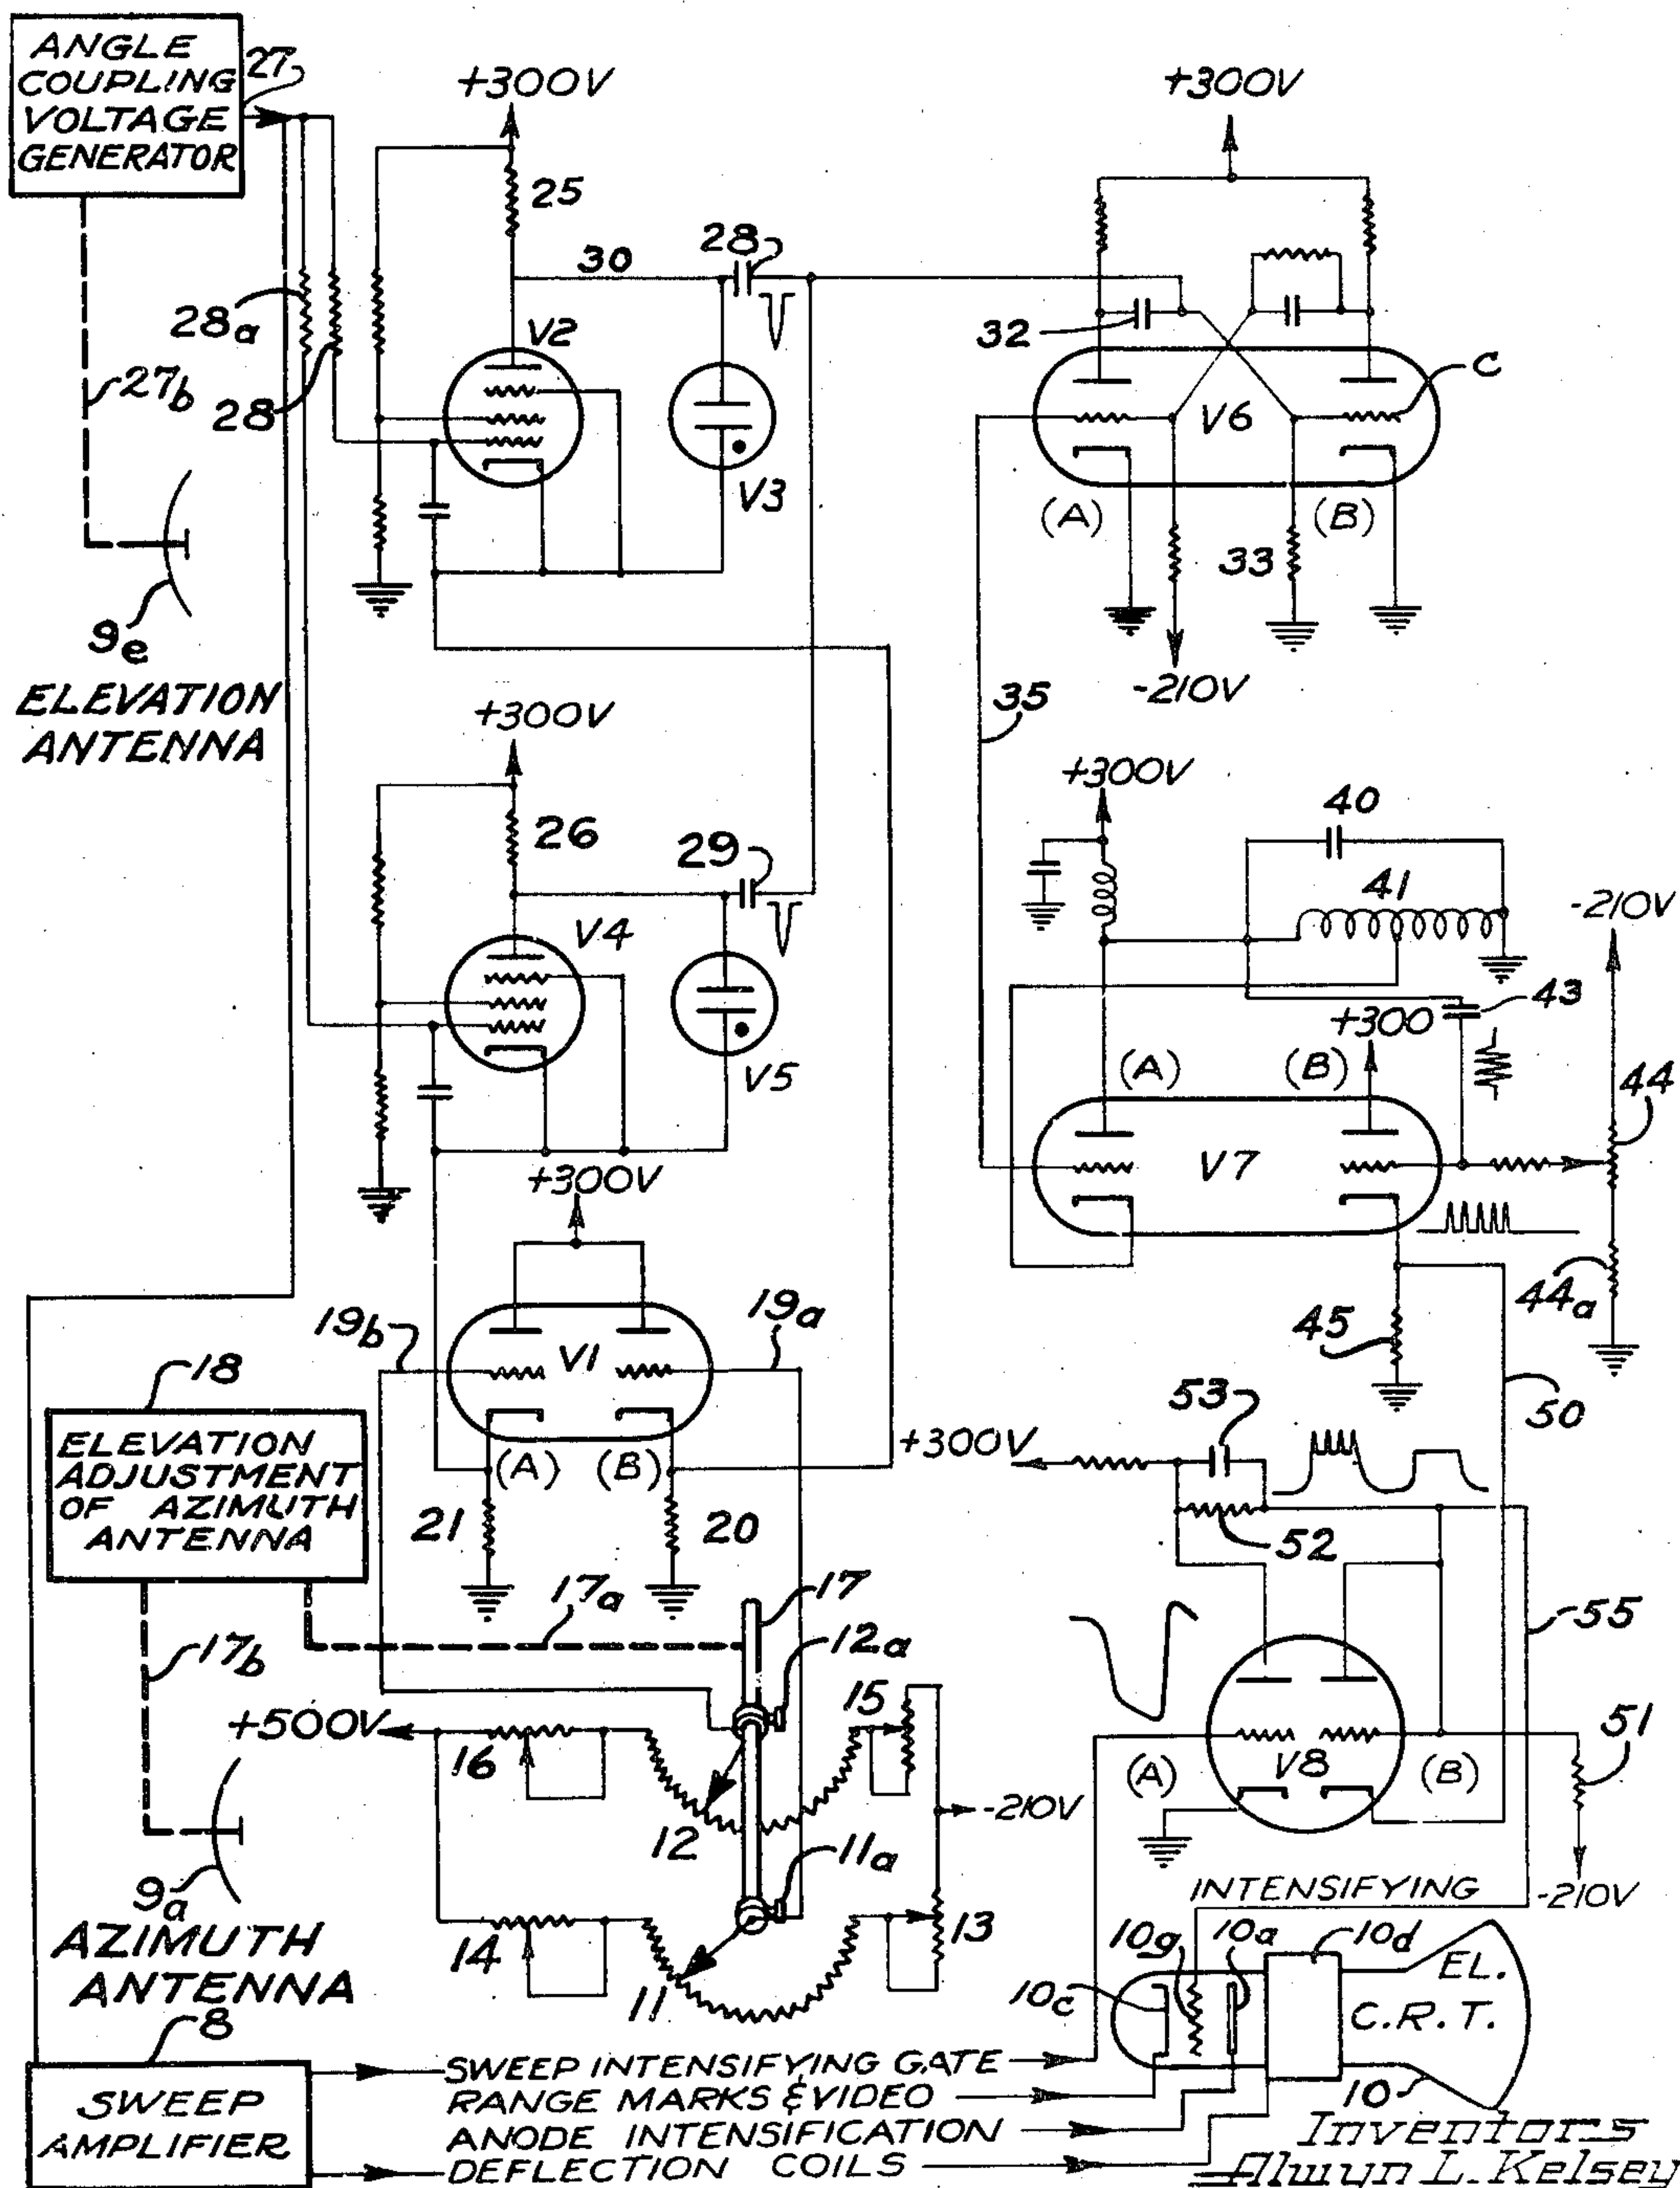 ANGLE
COUPLING
VOLTAGE
GENERATOR
27
+300V
+300V
25
30
28
28a
V2
32
C
27b
28
V6
V3
(A)
(B)
33
9e
ELEVATION
ANTENNA
-210V
35
+300V
+300V
40
26
29
41
-210V
V4
43
+300
(A)
(B)
V5
44
V7
+300V
44a
19b
19a
45
V1
18
53
50
ELEVATION
ADJUSTMENT
OF AZIMUTH
ANTENNA
(A)
(B)
+300V
21
20
52
17a
17
55
12a
17b
15
+500V
16
51
V8
(A)
(B)
12
-210V
11a
9a
INTENSIFYING
-210V
AZIMUTH
ANTENNA
14
13
10g
10a
10d
11
10c
EL.
C.R.T.
8
SWEEP INTENSIFYING GATE
RANGE MARKS & VIDEO
10
SWEEP
AMPLIFIER
ANODE INTENSIFICATION
DEFLECTION COILS
Inventors
Alwyn L. Kelsey